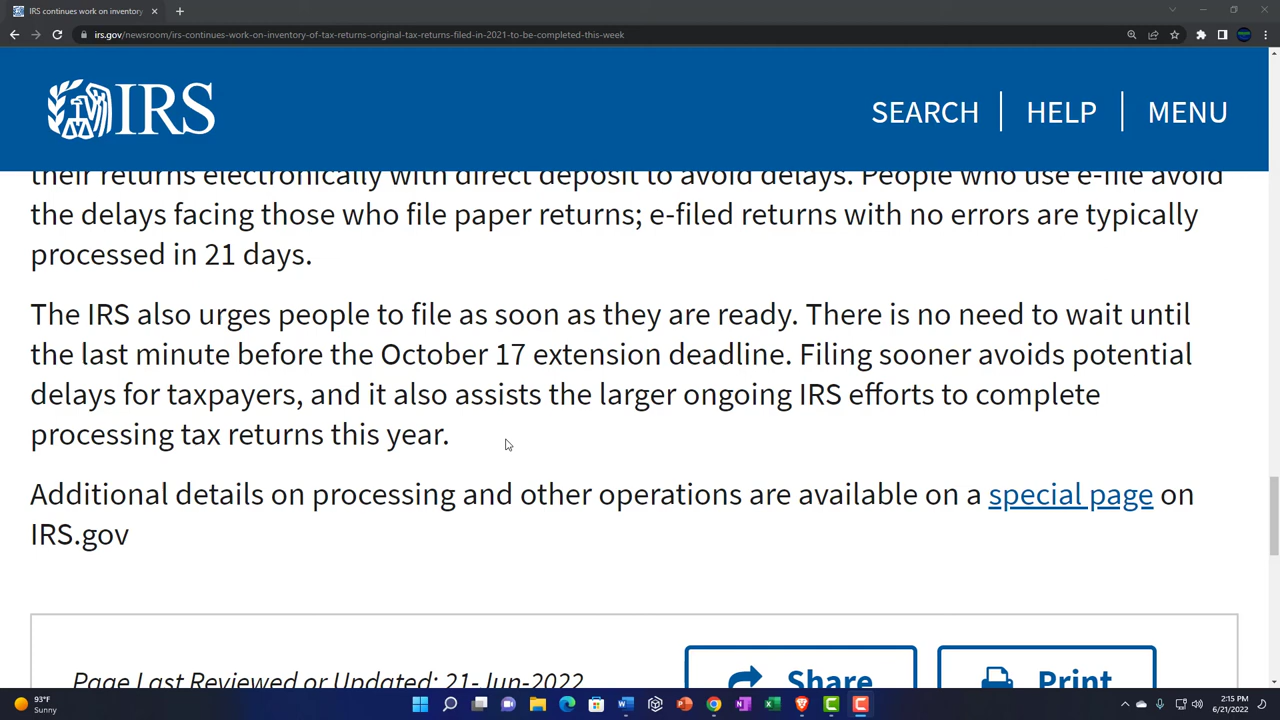 IRS continues work on inventory
irs.gov/newsroom/irs-continues-work-on-inventory-of-tax-returns-original-tax-returns-filed-in-2021-to-be-completed-this-week
IRS
SEARCH HELP MENU
their returns electronically with direct deposit to avoid delays. People who use e-file avoid
the delays facing those who file paper returns; e-filed returns with no errors are typically
processed in 21 days.
The IRS also urges people to file as soon as they are ready. There is no need to wait until
the last minute before the October 17 extension deadline. Filing sooner avoids potential
delays for taxpayers, and it also assists the larger ongoing IRS efforts to complete
processing tax returns this year.
Additional details on processing and other operations are available on a special page on
IRS.gov
Page Last Reviewed or Updated: 21-Jun-2022
Share
Print
93°F
Sunny
2:15 PM
6/21/2022